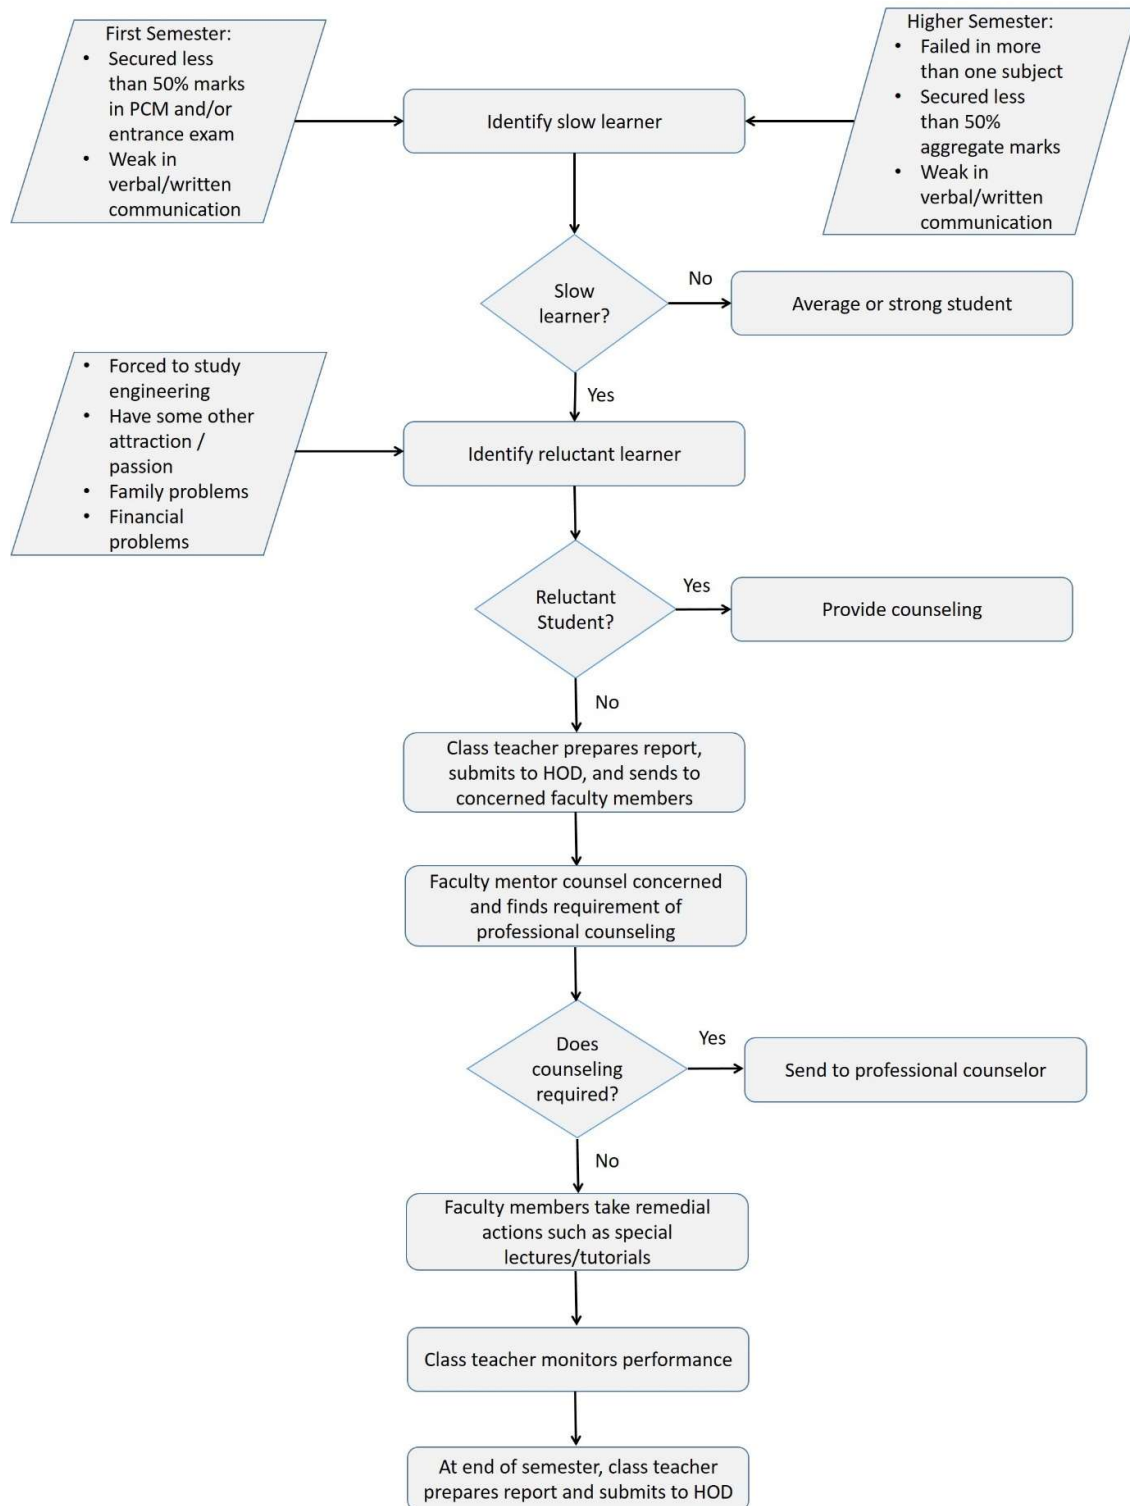 First Semester:
• Secured less
than 50% marks
in PCM and/or
entrance exam
• Weak in
verbal/written
communication
Identify slow learner
Higher Semester:
• Failed in more
than one subject
• Secured less
than 50%
aggregate marks
• Weak in
verbal/written
communication
Slow
learner?
No
Average or strong student
Yes
• Forced to study
engineering
• Have some other
attraction /
passion
• Family problems
• Financial
problems
Identify reluctant learner
Reluctant
Student?
Yes
Provide counseling
No
Class teacher prepares report,
submits to HOD, and sends to
concerned faculty members
Faculty mentor counsel concerned
and finds requirement of
professional counseling
Does
counseling
required?
Yes
Send to professional counselor
No
Faculty members take remedial
actions such as special
lectures/tutorials
Class teacher monitors performance
At end of semester, class teacher
prepares report and submits to HOD